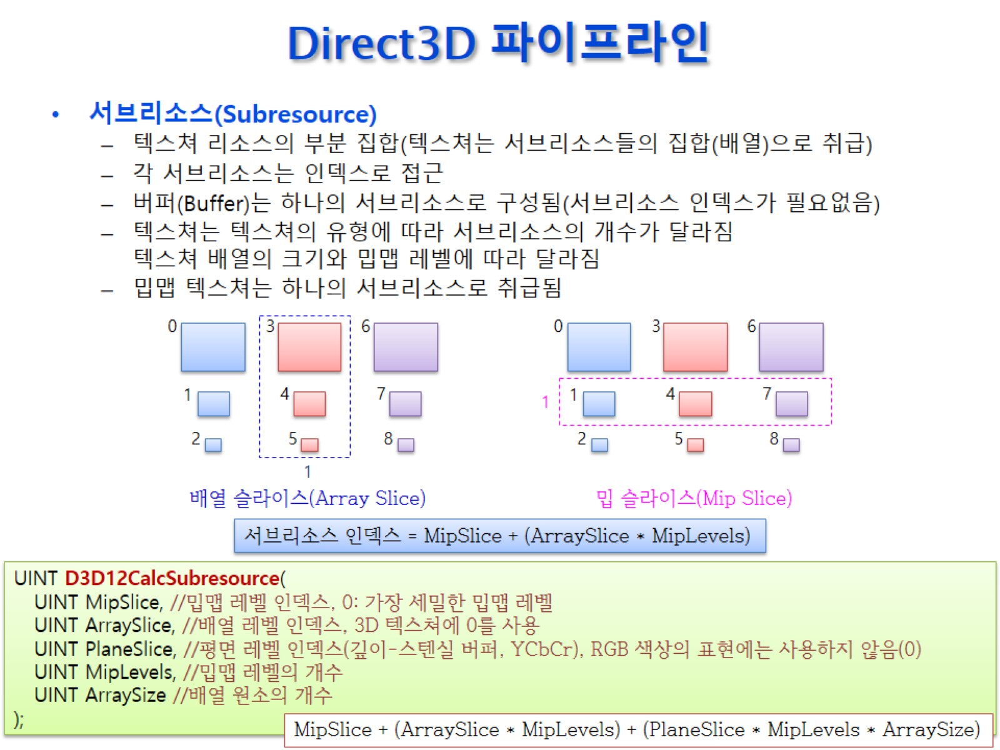 Direct3D 파이프라인
• 서브리소스(Subresource)
– 텍스쳐 리소스의 부분 집합(텍스쳐는 서브리소스들의 집합(배열)으로 취급)
– 각 서브리소스는 인덱스로 접근
– 버퍼(Buffer)는 하나의 서브리소스로 구성됨(서브리소스 인덱스가 필요없음)
– 텍스쳐는 텍스쳐의 유형에 따라 서브리소스의 개수가 달라짐
텍스쳐 배열의 크기와 밉맵 레벨에 따라 달라짐
– 밉맵 텍스쳐는 하나의 서브리소스로 취급됨
0 3 6
1 4 7
2 5 8
1
배열 슬라이스(Array Slice)
0 3 6
1 1 4 7
2 5 8
밉 슬라이스(Mip Slice)
서브리소스 인덱스 = MipSlice + (ArraySlice * MipLevels)
UINT D3D12CalcSubresource(
UINT MipSlice, //밉맵 레벨 인덱스, 0: 가장 세밀한 밉맵 레벨
UINT ArraySlice, //배열 레벨 인덱스, 3D 텍스쳐에 0를 사용
UINT PlaneSlice, //평면 레벨 인덱스(깊이-스텐실 버퍼, YCbCr), RGB 색상의 표현에는 사용하지 않음(0)
UINT MipLevels, //밉맵 레벨의 개수
UINT ArraySize //배열 원소의 개수
);
MipSlice + (ArraySlice * MipLevels) + (PlaneSlice * MipLevels * ArraySize)